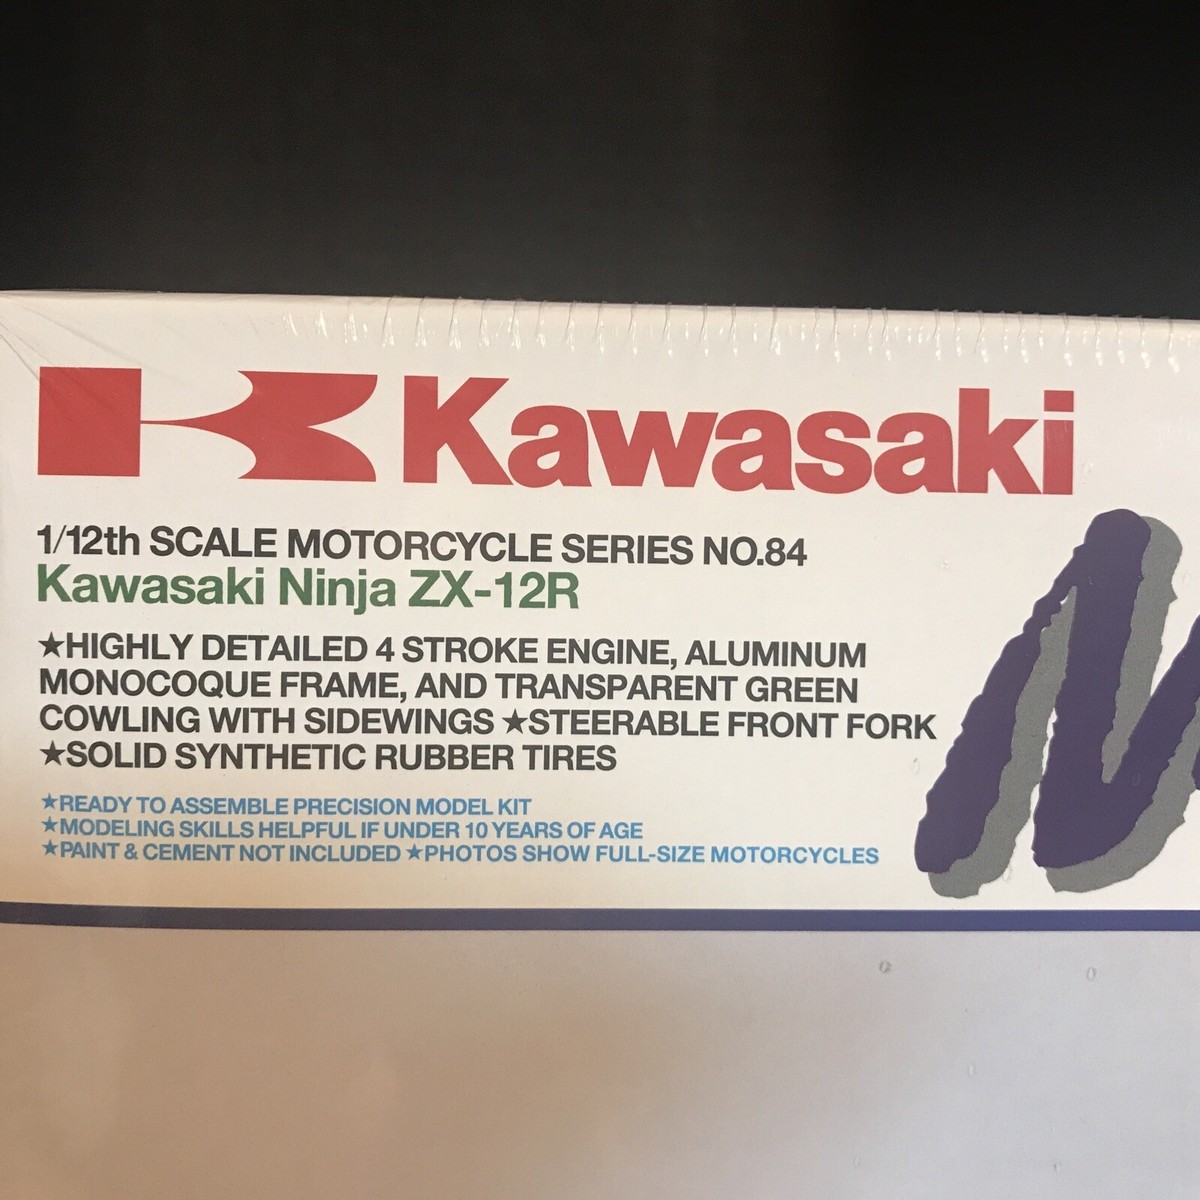 Kawasaki
1/12th SCALE MOTORCYCLE SERIES NO.84
Kawasaki Ninja ZX-12R
★HIGHLY DETAILED 4 STROKE ENGINE, ALUMINUM
MONOCOQUE FRAME, AND TRANSPARENT GREEN
COWLING WITH SIDEWINGS ★STEERABLE FRONT FORK
★SOLID SYNTHETIC RUBBER TIRES
★READY TO ASSEMBLE PRECISION MODEL KIT
★MODELING SKILLS HELPFUL IF UNDER 10 YEARS OF AGE
★PAINT & CEMENT NOT INCLUDED ★PHOTOS SHOW FULL-SIZE MOTORCYCLES